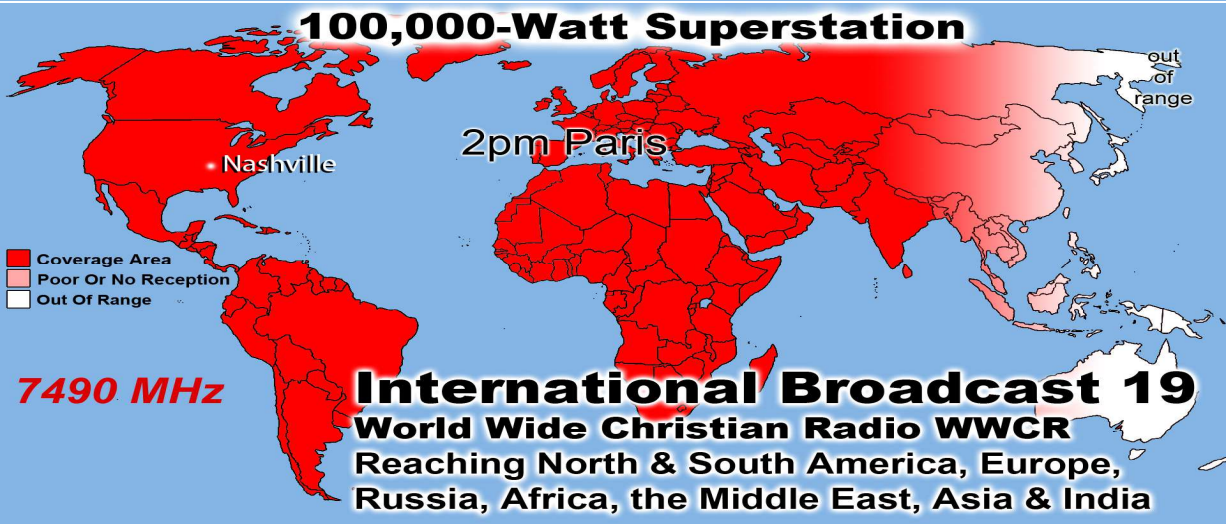 100,000-Watt Superstation
out
of
range
2pm Paris
Nashville
Coverage Area
Poor Or No Reception
Out Of Range
7490 MHz
International Broadcast 19
World Wide Christian Radio WWCR
Reaching North & South America, Europe,
Russia, Africa, the Middle East, Asia & India